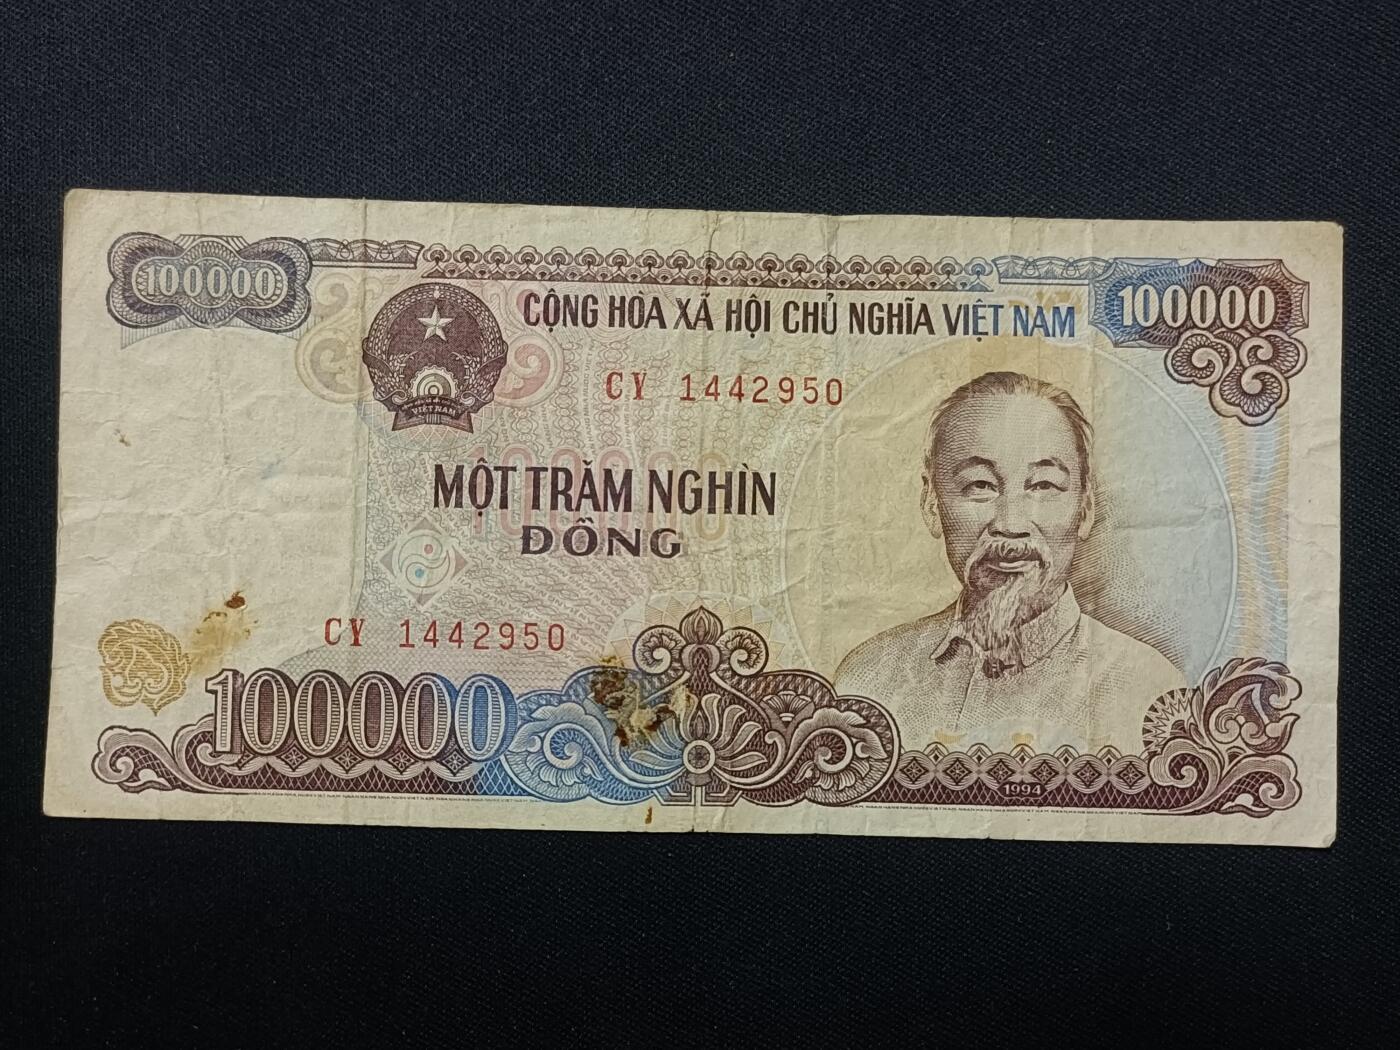 100000
CỘNG HÒA XÃ HỘI CHỦ NGHĨA VIỆT NAM
100000
VIỆT NAM
CY 1442950
MỘT TRĂM NGHÌN
100000
ĐỒNG
CY 1442950
100000
1994